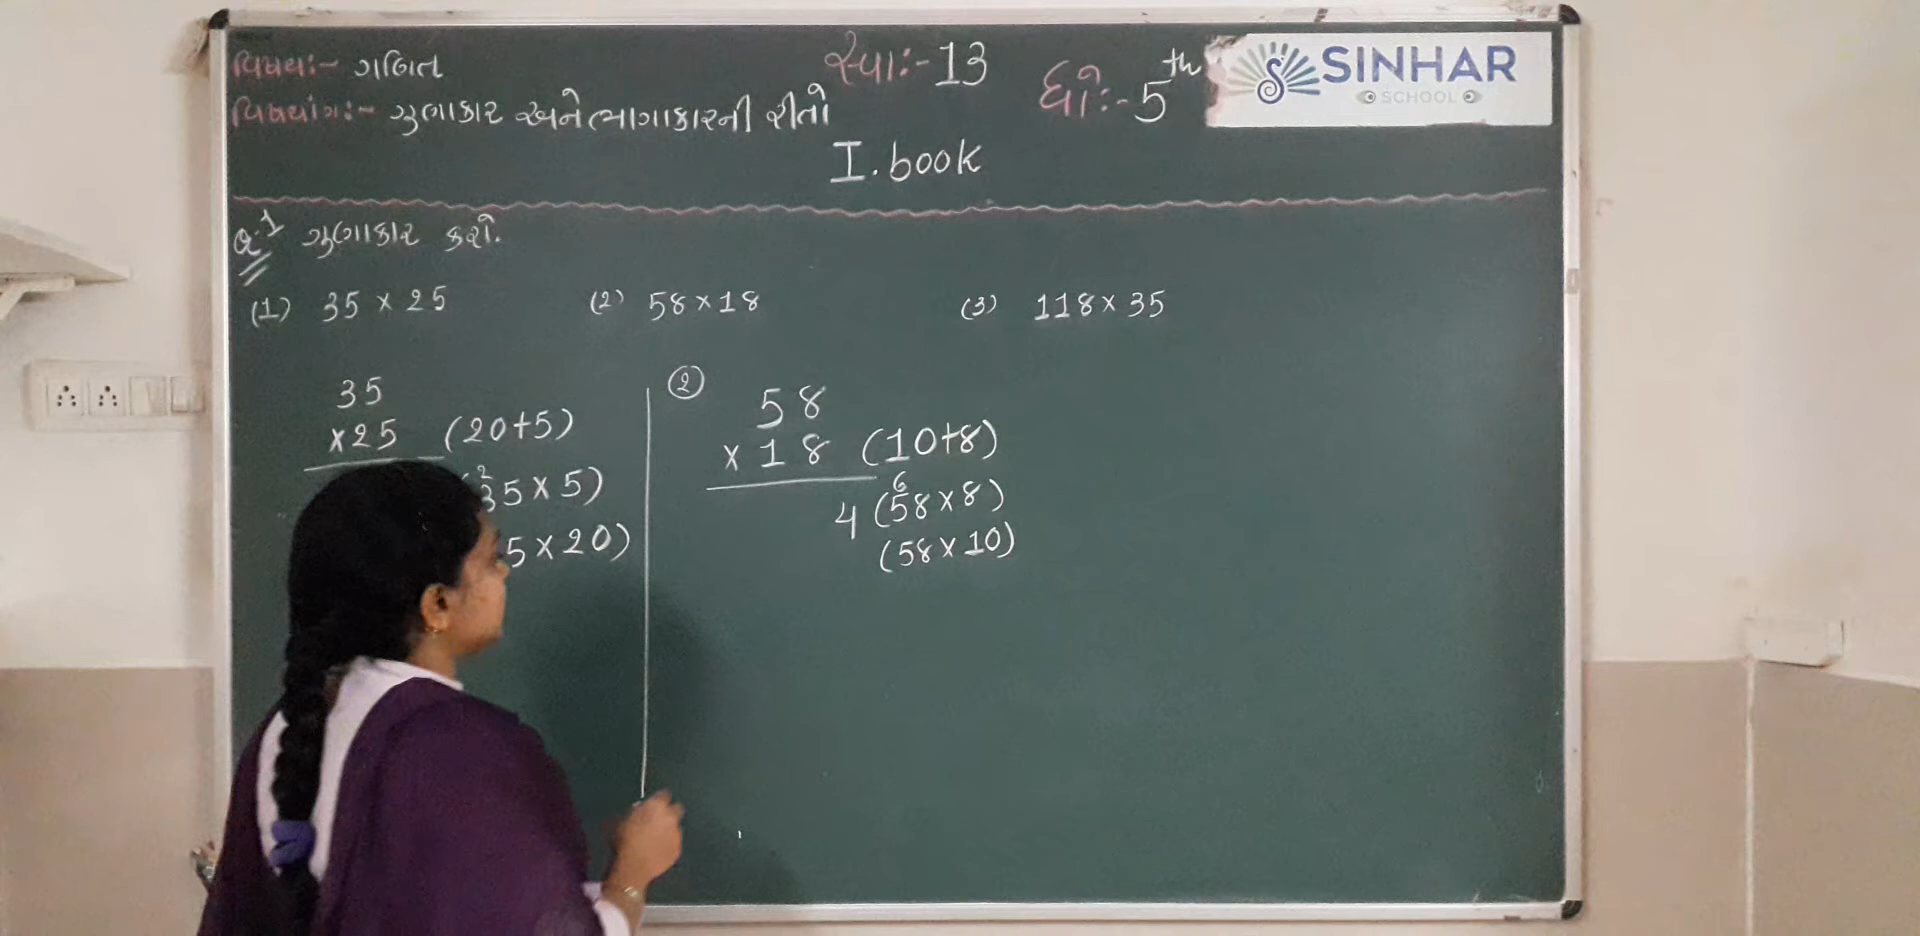 વિષય:- ગણિત
સ્વા:- 13
ધો:- 5th
SINHAR
SCHOOL
વિષયાંગ:- ગુણાકાર અને ભાગાકારની રીતો
I. book
Q.1 ગુણાકાર કરો.
(1) 35 × 25 (2) 58 × 18 (3) 118 × 35
35
×25 (20+5)
2
35 × 5)
5 × 20)
②
58
× 18 (10+8)
6
4 (58 × 8)
(58 × 10)